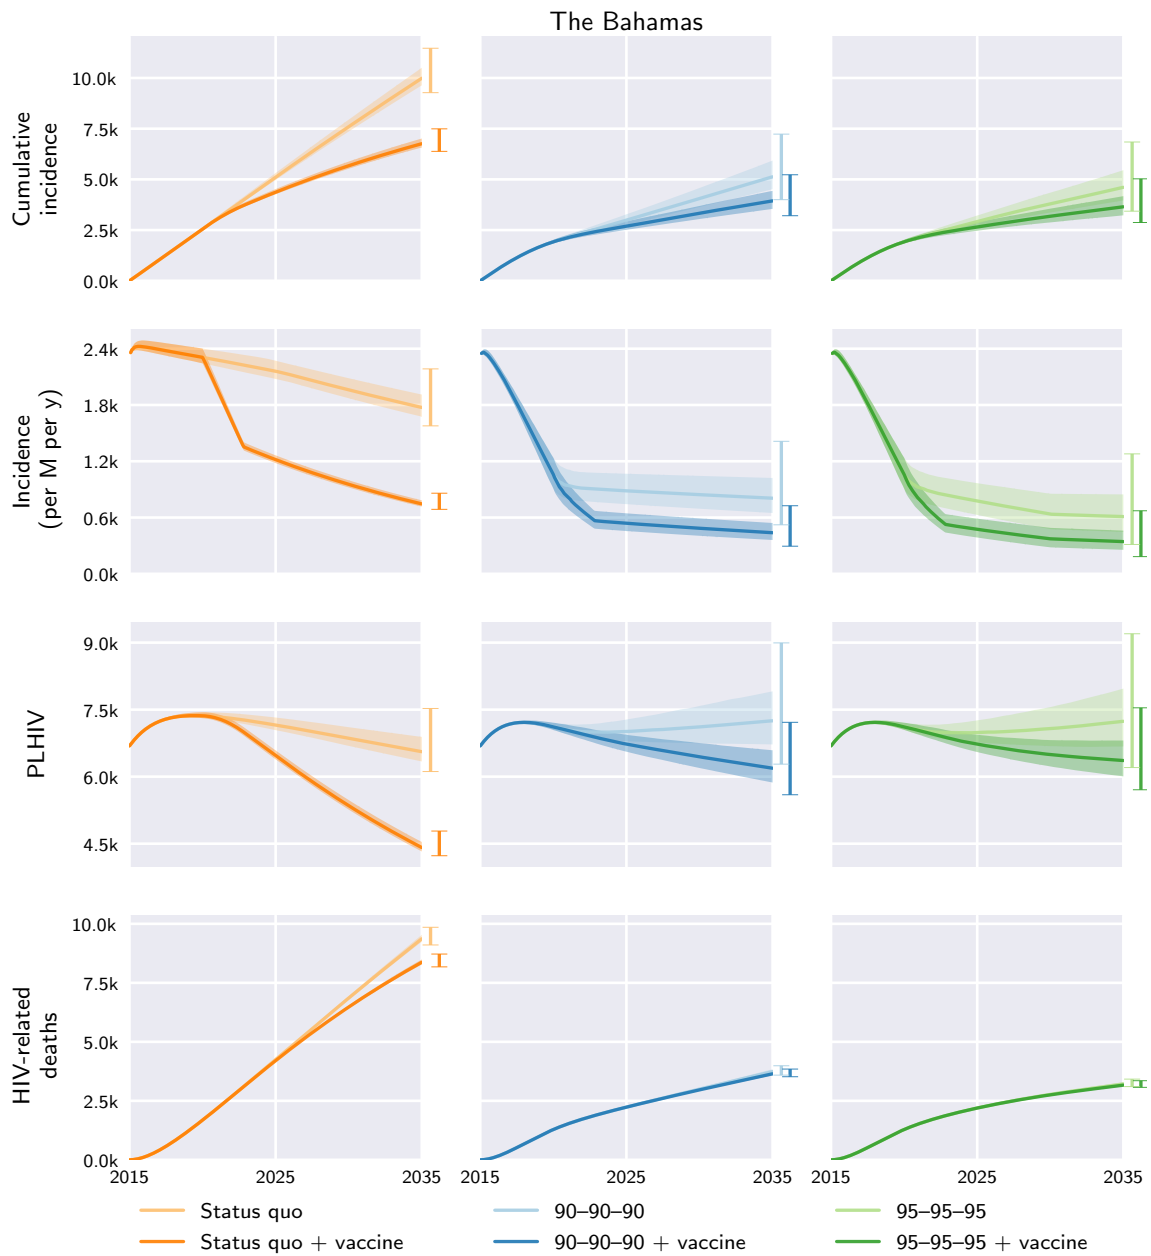 The Bahamas
Cumulative
incidence
10.0k
7.5k
5.0k
2.5k
0.0k
Incidence
(per M per y)
2.4k
1.8k
1.2k
0.6k
0.0k
PLHIV
9.0k
7.5k
6.0k
4.5k
HIV-related
deaths
10.0k
7.5k
5.0k
2.5k
0.0k
2015 2025 2035 2015 2025 2035 2015 2025 2035
Status quo 90–90–90 95–95–95
Status quo + vaccine 90–90–90 + vaccine 95–95–95 + vaccine